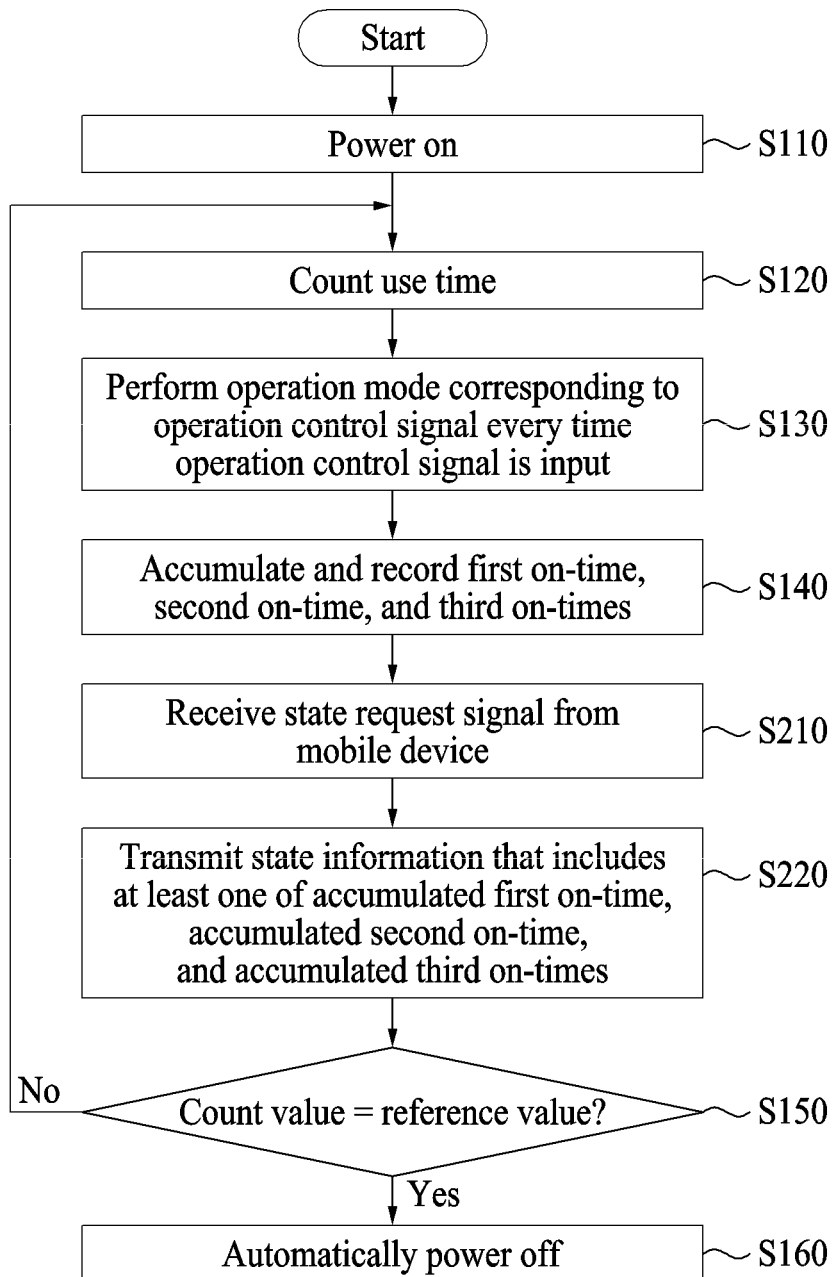 Start
Power on
S110
Count use time
S120
Perform operation mode corresponding to
operation control signal every time
operation control signal is input
S130
Accumulate and record first on-time,
second on-time, and third on-times
S140
Receive state request signal from
mobile device
S210
Transmit state information that includes
at least one of accumulated first on-time,
accumulated second on-time,
and accumulated third on-times
S220
No
Count value = reference value?
S150
Yes
Automatically power off
S160